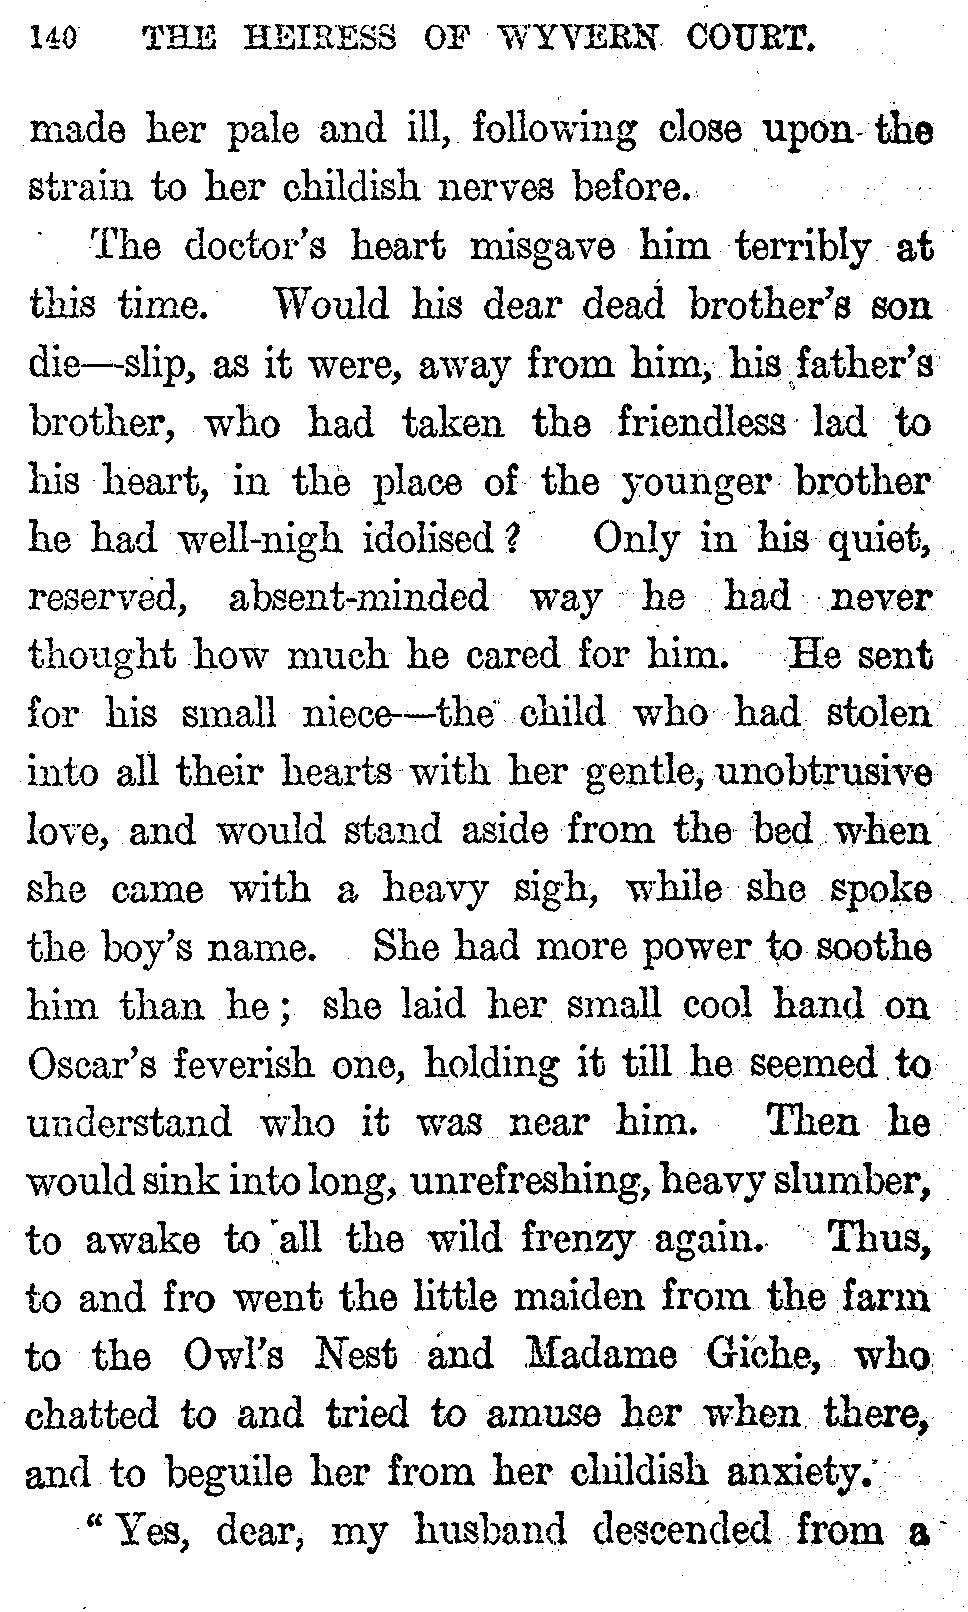 140 THE HEIRESS OF WYVERN COURT.
made her pale and ill, following close upon the
strain to her childish nerves before.
The doctor's heart misgave him terribly at
this time. Would his dear dead brother's son
die—slip, as it were, away from him, his father's
brother, who had taken the friendless lad to
his heart, in the place of the younger brother
he had well-nigh idolised? Only in his quiet,
reserved, absent-minded way he had never
thought how much he cared for him. He sent
for his small niece—the child who had stolen
into all their hearts with her gentle, unobtrusive
love, and would stand aside from the bed when
she came with a heavy sigh, while she spoke
the boy's name. She had more power to soothe
him than he; she laid her small cool hand on
Oscar's feverish one, holding it till he seemed to
understand who it was near him. Then he
would sink into long, unrefreshing, heavy slumber,
to awake to all the wild frenzy again. Thus,
to and fro went the little maiden from the farm
to the Owl's Nest and Madame Giche, who
chatted to and tried to amuse her when there,
and to beguile her from her childish anxiety.
"Yes, dear, my husband descended from a